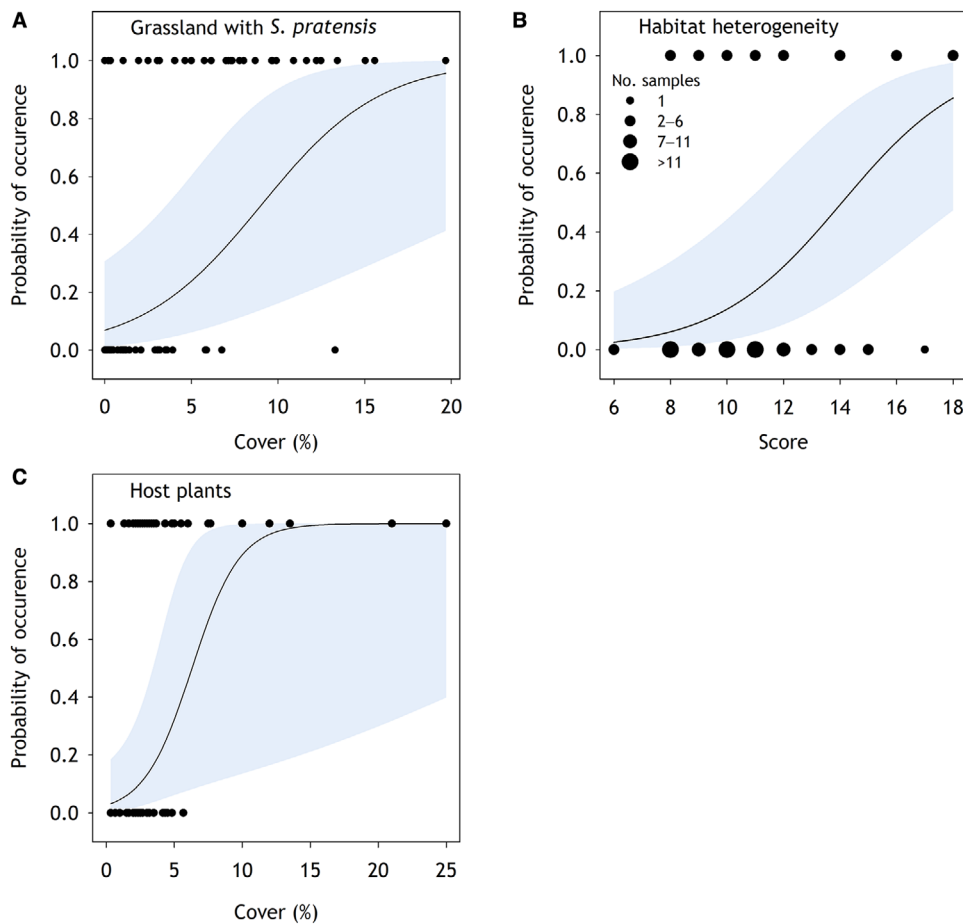 A
Grassland with S. pratensis
Probability of occurence
1.0
0.8
0.6
0.4
0.2
0.0
0 5 10 15 20
Cover (%)
B
Habitat heterogeneity
No. samples
1
2–6
7–11
>11
Probability of occurence
1.0
0.8
0.6
0.4
0.2
0.0
6 8 10 12 14 16 18
Score
C
Host plants
Probability of occurence
1.0
0.8
0.6
0.4
0.2
0.0
0 5 10 15 20 25
Cover (%)